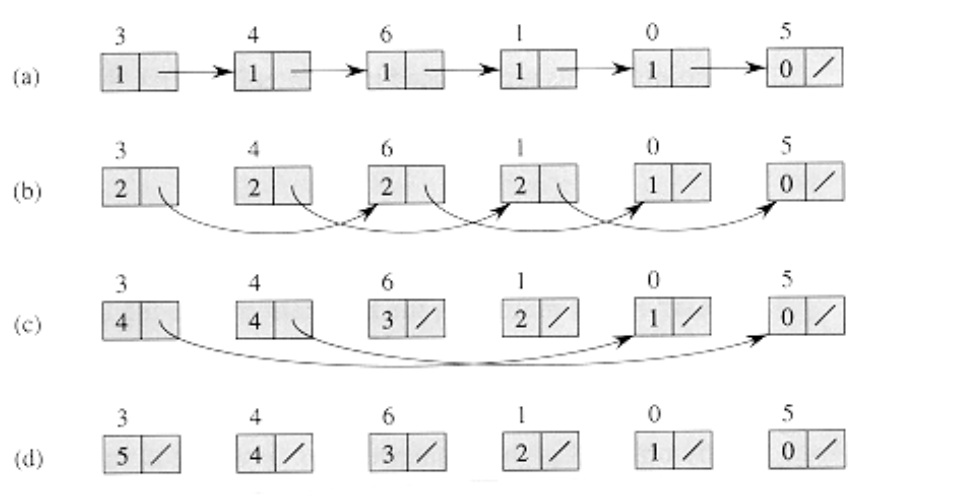 3 4 6 1 0 5
(a) 1 1 1 1 1 0 /
3 4 6 1 0 5
(b) 2 2 2 2 1 / 0 /
3 4 6 1 0 5
(c) 4 4 3 / 2 / 1 / 0 /
3 4 6 1 0 5
(d) 5 / 4 / 3 / 2 / 1 / 0 /